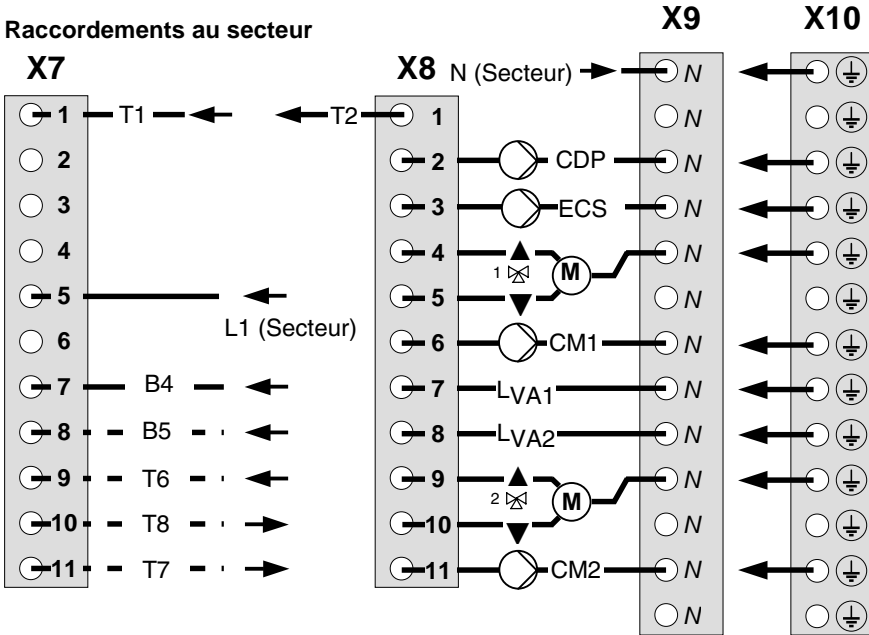 X9 X10
Raccordements au secteur
X7 X8 N (Secteur) N
1 T1 T2 1 N
2 2 CDP N
3 3 ECS N
4 4 1 M N
5 5 N
L1 (Secteur)
6 6 CM1 N
7 B4 7 LVA1 N
8 B5 8 LVA2 N
9 T6 9 2 M N
10 T8 10 N
11 T7 11 CM2 N
N